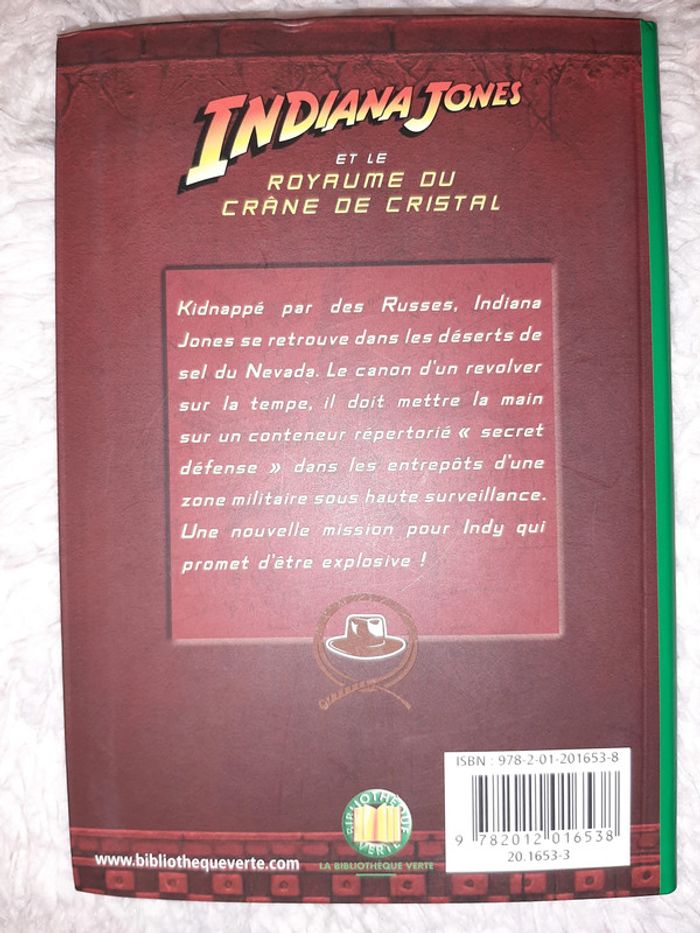 INDIANA JONES
ET LE
ROYAUME DU
CRÂNE DE CRISTAL
Kidnappé par des Russes, Indiana
Jones se retrouve dans les déserts de
sel du Nevada. Le canon d'un revolver
sur la tempe, il doit mettre la main
sur un conteneur répertorié « secret
défense » dans les entrepôts d'une
zone militaire sous haute surveillance.
Une nouvelle mission pour Indy qui
promet d'être explosive !
ISBN : 978-2-01-201653-8
9 782012 016538
20.1653-3
BIBLIOTHÈQUE
VERTE
LA BIBLIOTHÈQUE VERTE
www.bibliothequeverte.com